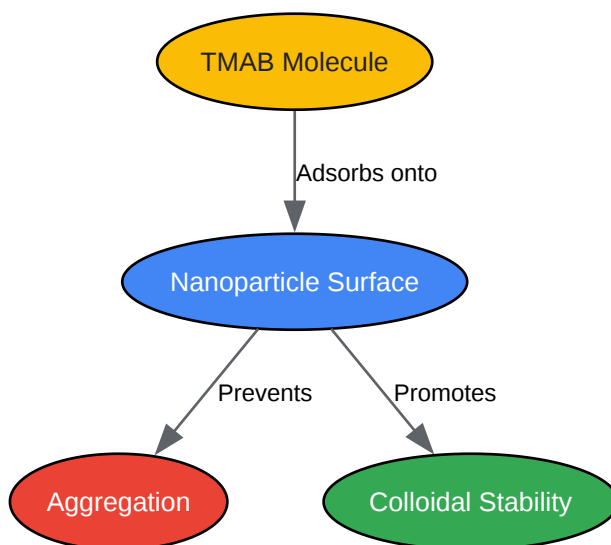 TMAB Molecule
Adsorbs onto
Nanoparticle Surface
Prevents
Promotes
Aggregation
Colloidal Stability